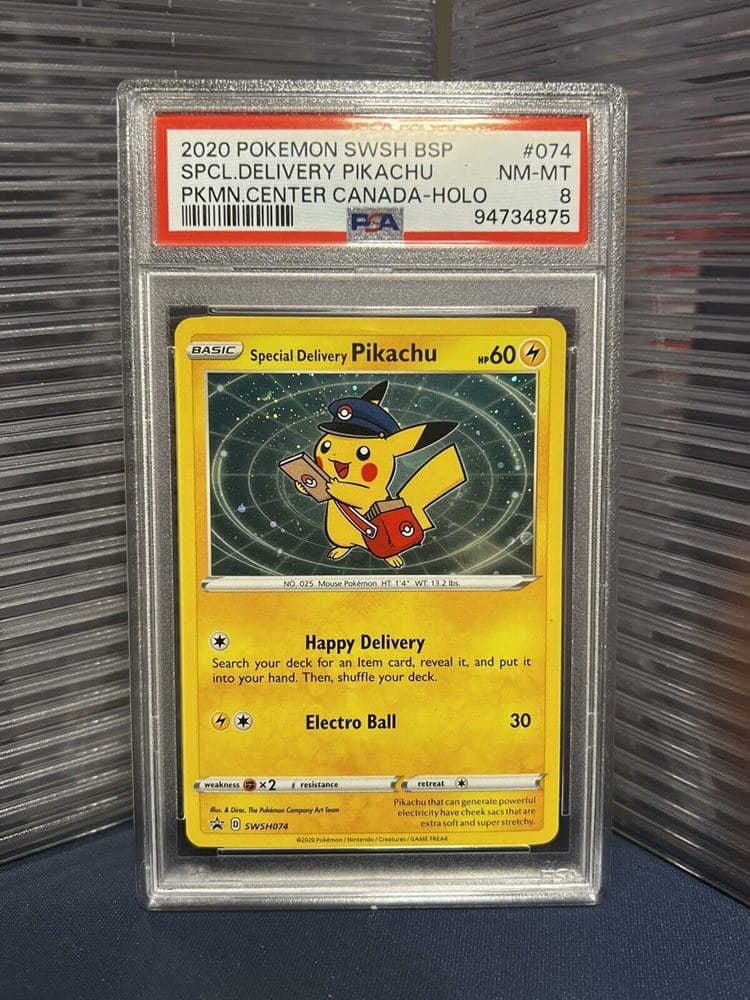 2020 POKEMON SWSH BSP #074
SPCL.DELIVERY PIKACHU NM-MT
PKMN.CENTER CANADA-HOLO 8
PSA 94734875
BASIC Special Delivery Pikachu HP60
NO. 025 Mouse Pokémon HT: 1'4" WT: 13.2 lbs.
Happy Delivery
Search your deck for an Item card, reveal it, and put it
into your hand. Then, shuffle your deck.
Electro Ball 30
weakness ×2 resistance retreat
Pikachu that can generate powerful
electricity have cheek sacs that are
extra soft and super stretchy.
Illus. & Direc. The Pokémon Company Art Team
D SWSH074
©2020 Pokémon / Nintendo / Creatures / GAME FREAK